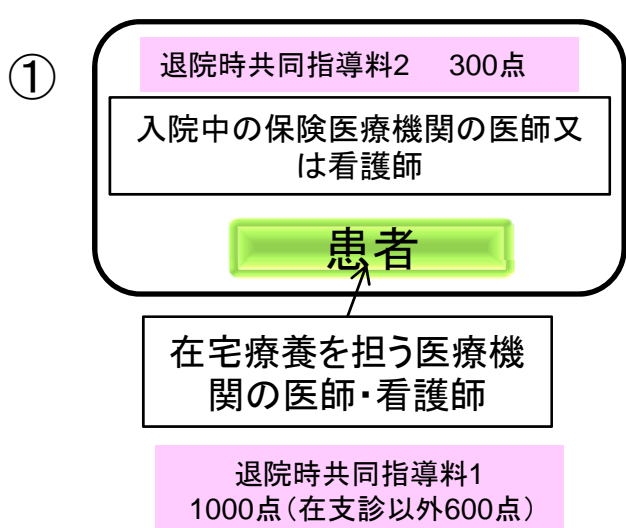 ①
退院時共同指導料2　300点
入院中の保険医療機関の医師又
は看護師
患者
在宅療養を担う医療機
関の医師・看護師
退院時共同指導料1
1000点（在支診以外600点）